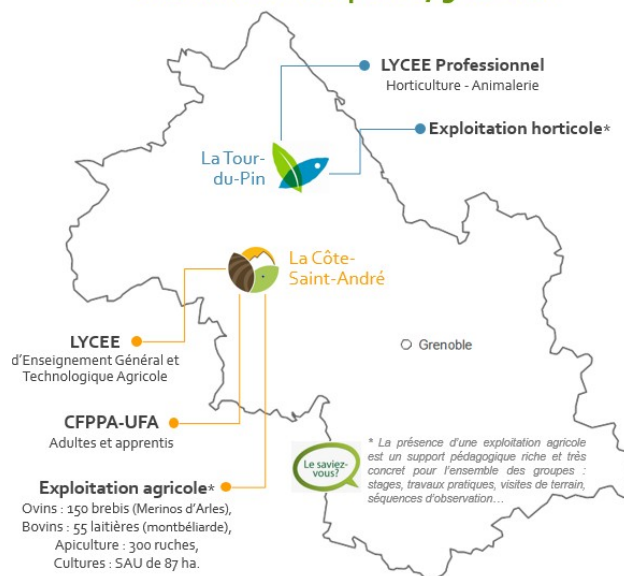 LYCEE Professionnel
Horticulture - Animalerie
Exploitation horticole*
La Tour-
du-Pin
La Côte-
Saint-André
LYCEE
d'Enseignement Général et
Technologique Agricole
Grenoble
CFPPA-UFA
Adultes et apprentis
Le saviez-
vous?
* La présence d'une exploitation agricole
est un support pédagogique riche et très
concret pour l'ensemble des groupes :
stages, travaux pratiques, visites de terrain,
séquences d'observation...
Exploitation agricole*
Ovins : 150 brebis (Merinos d'Arles),
Bovins : 55 laitières (montbéliarde),
Apiculture : 300 ruches,
Cultures : SAU de 87 ha.